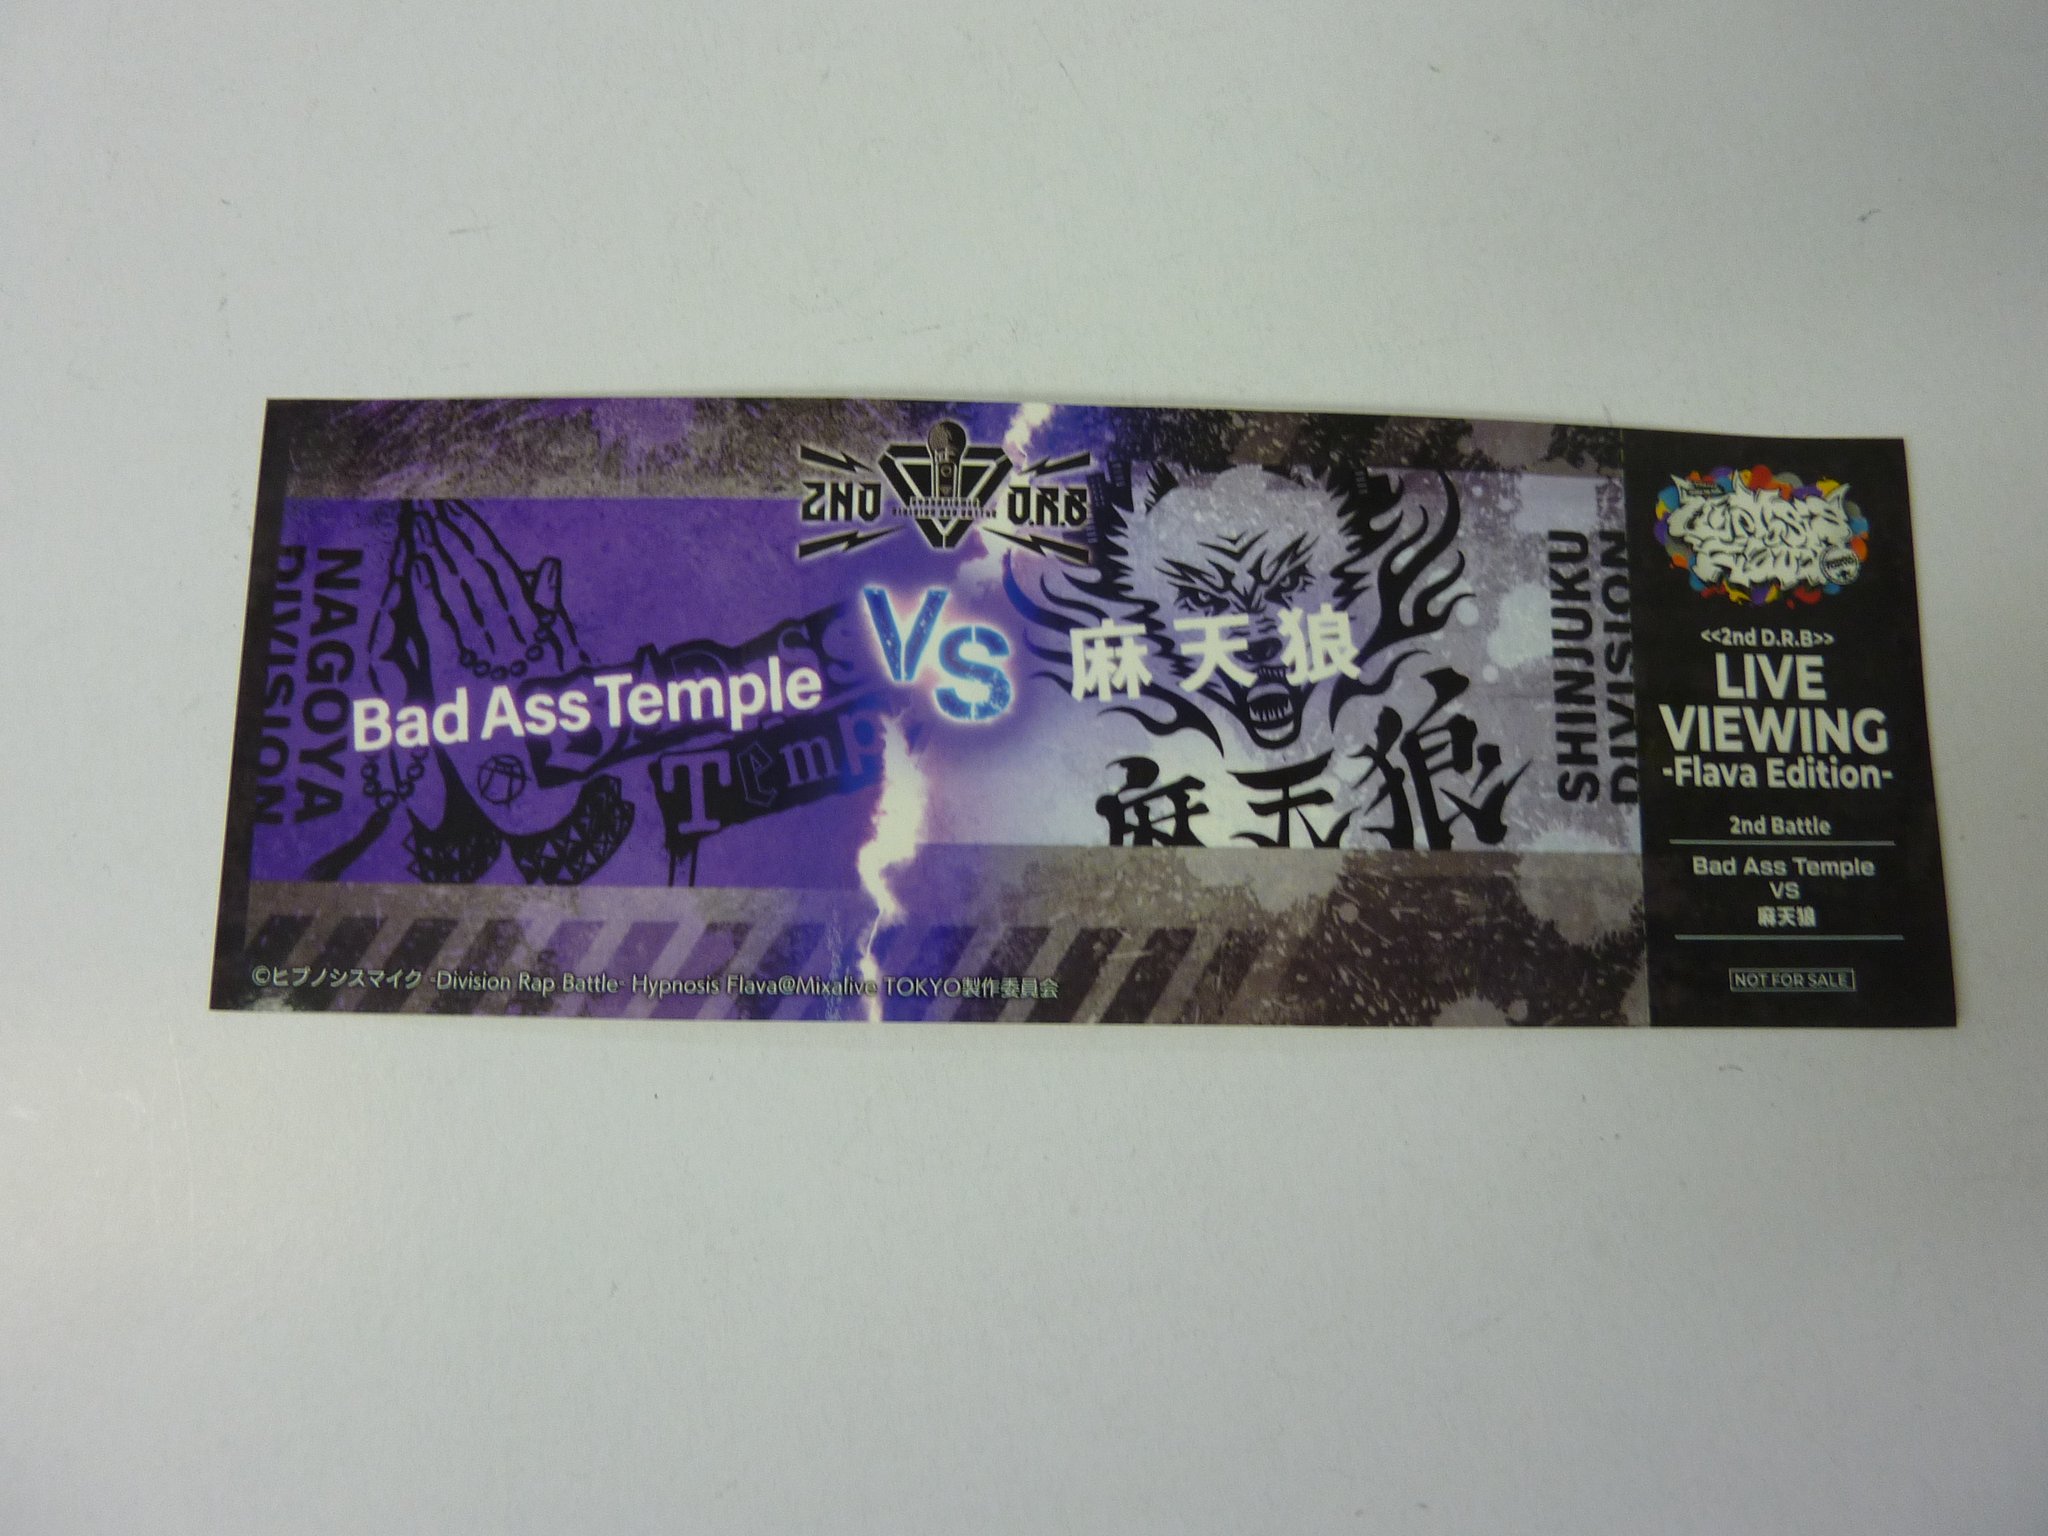 2ND D.R.B
NAGOYA
DIVISION
Bad Ass Temple
VS
麻天狼
Temp
麻天狼
SHINJUKU
DIVISION
©ヒプノシスマイク -Division Rap Battle- Hypnosis Flava@Mixalive TOKYO製作委員会
<<2nd D.R.B>>
LIVE
VIEWING
-Flava Edition-
2nd Battle
Bad Ass Temple
VS
麻天狼
NOT FOR SALE